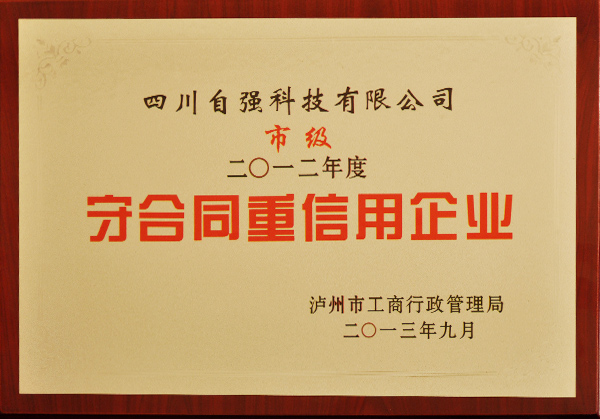 四川自强科技有限公司
市级
二〇一二年度
守合同重信用企业
泸州市工商行政管理局
二〇一三年九月